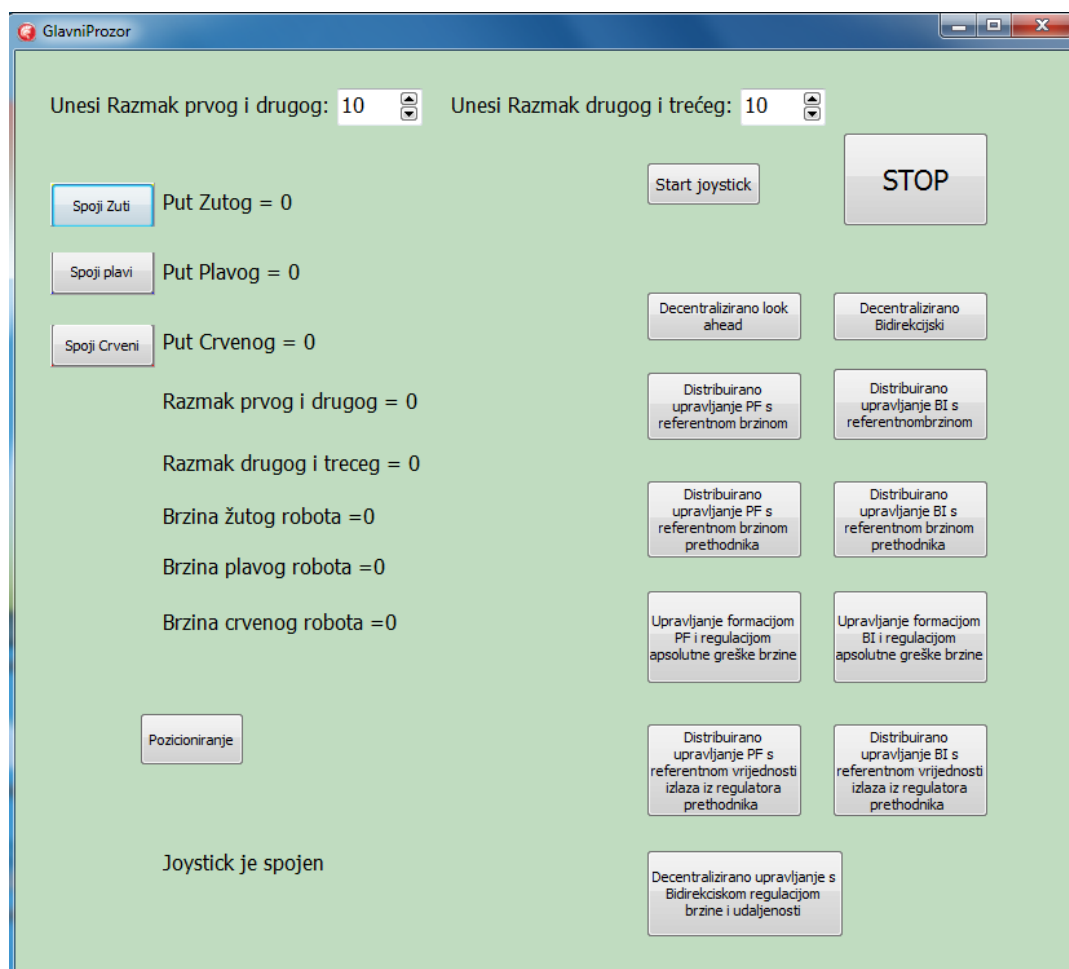 GlavniProzor
Unesi Razmak prvog i drugog: 10
Unesi Razmak drugog i trećeg: 10
Start joystick
STOP
Spoji Zuti
Put Zutog = 0
Spoji plavi
Put Plavog = 0
Spoji Crveni
Put Crvenog = 0
Razmak prvog i drugog = 0
Razmak drugog i treceg = 0
Brzina žutog robota =0
Brzina plavog robota =0
Brzina crvenog robota =0
Pozicioniranje
Joystick je spojen
Decentralizirano look
ahead
Decentralizirano
Bidirekcijski
Distribuirano
upravljanje PF s
referentnom brzinom
Distribuirano
upravljanje BI s
referentnombrzinom
Distribuirano
upravljanje PF s
referentnom brzinom
prethodnika
Distribuirano
upravljanje BI s
referentnom brzinom
prethodnika
Upravljanje formacijom
PF i regulacijom
apsolutne greške brzine
Upravljanje formacijom
BI i regulacijom
apsolutne greške brzine
Distribuirano
upravljanje PF s
referentnom vrijednosti
izlaza iz regulatora
prethodnika
Distribuirano
upravljanje BI s
referentnom vrijednosti
izlaza iz regulatora
prethodnika
Decentralizirano upravljanje s
Bidirekciskom regulacijom
brzine i udaljenosti